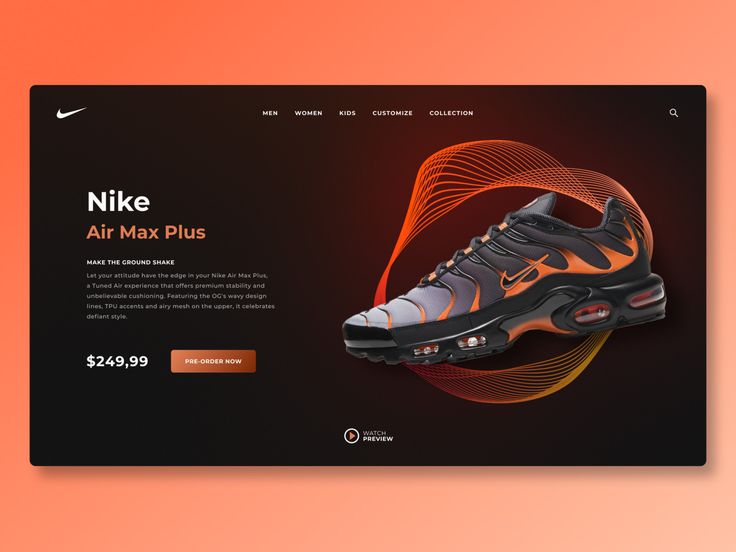 MEN WOMEN KIDS CUSTOMIZE COLLECTION
Nike
Air Max Plus
MAKE THE GROUND SHAKE
Let your attitude have the edge in your Nike Air Max Plus,
a Tuned Air experience that offers premium stability and
unbelievable cushioning. Featuring the OG's wavy design
lines, TPU accents and airy mesh on the upper, it celebrates
defiant style.
$249,99 PRE-ORDER NOW
WATCH
PREVIEW